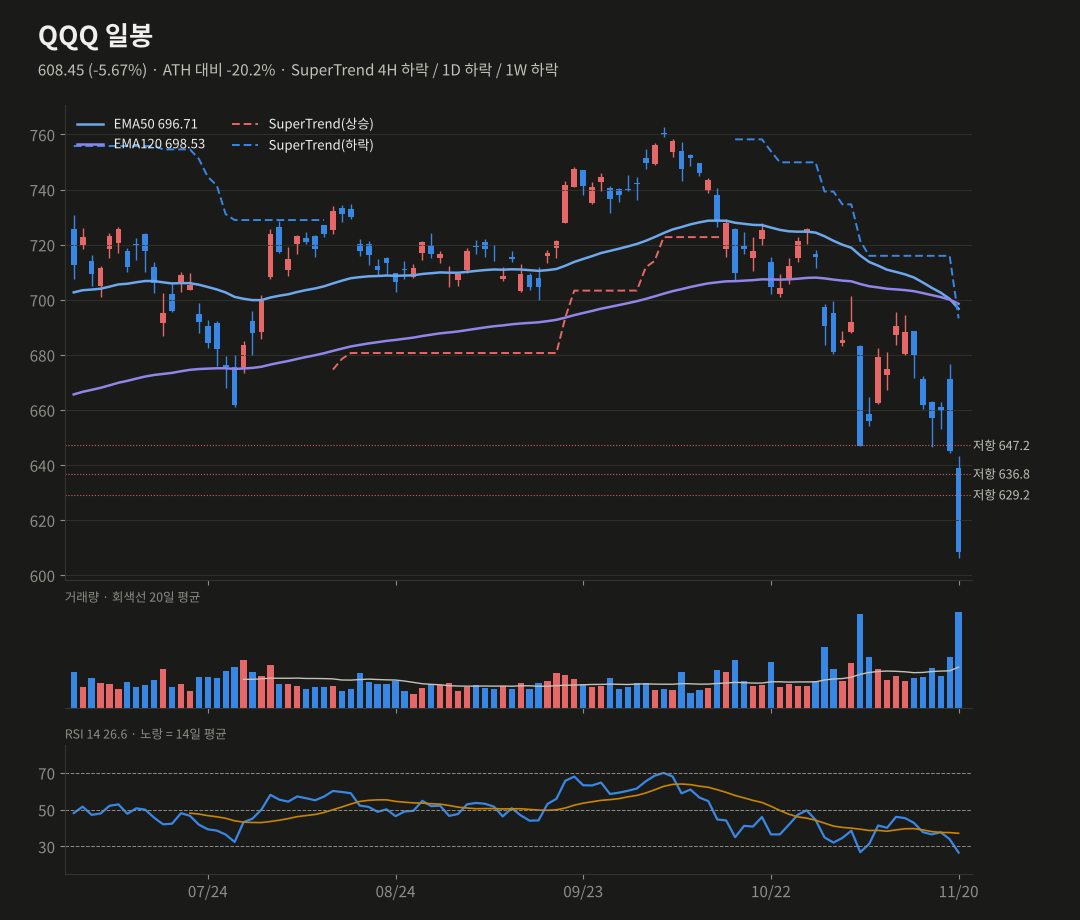 QQQ 일봉
608.45 (-5.67%) · ATH 대비 -20.2% · SuperTrend 4H 하락 / 1D 하락 / 1W 하락
EMA50 696.71
SuperTrend(상승)
EMA120 698.53
SuperTrend(하락)
760
740
720
700
680
660
640
620
600
저항 647.2
저항 636.8
저항 629.2
거래량 · 회색선 20일 평균
RSI 14 26.6 · 노랑 = 14일 평균
70
50
30
07/24
08/24
09/23
10/22
11/20